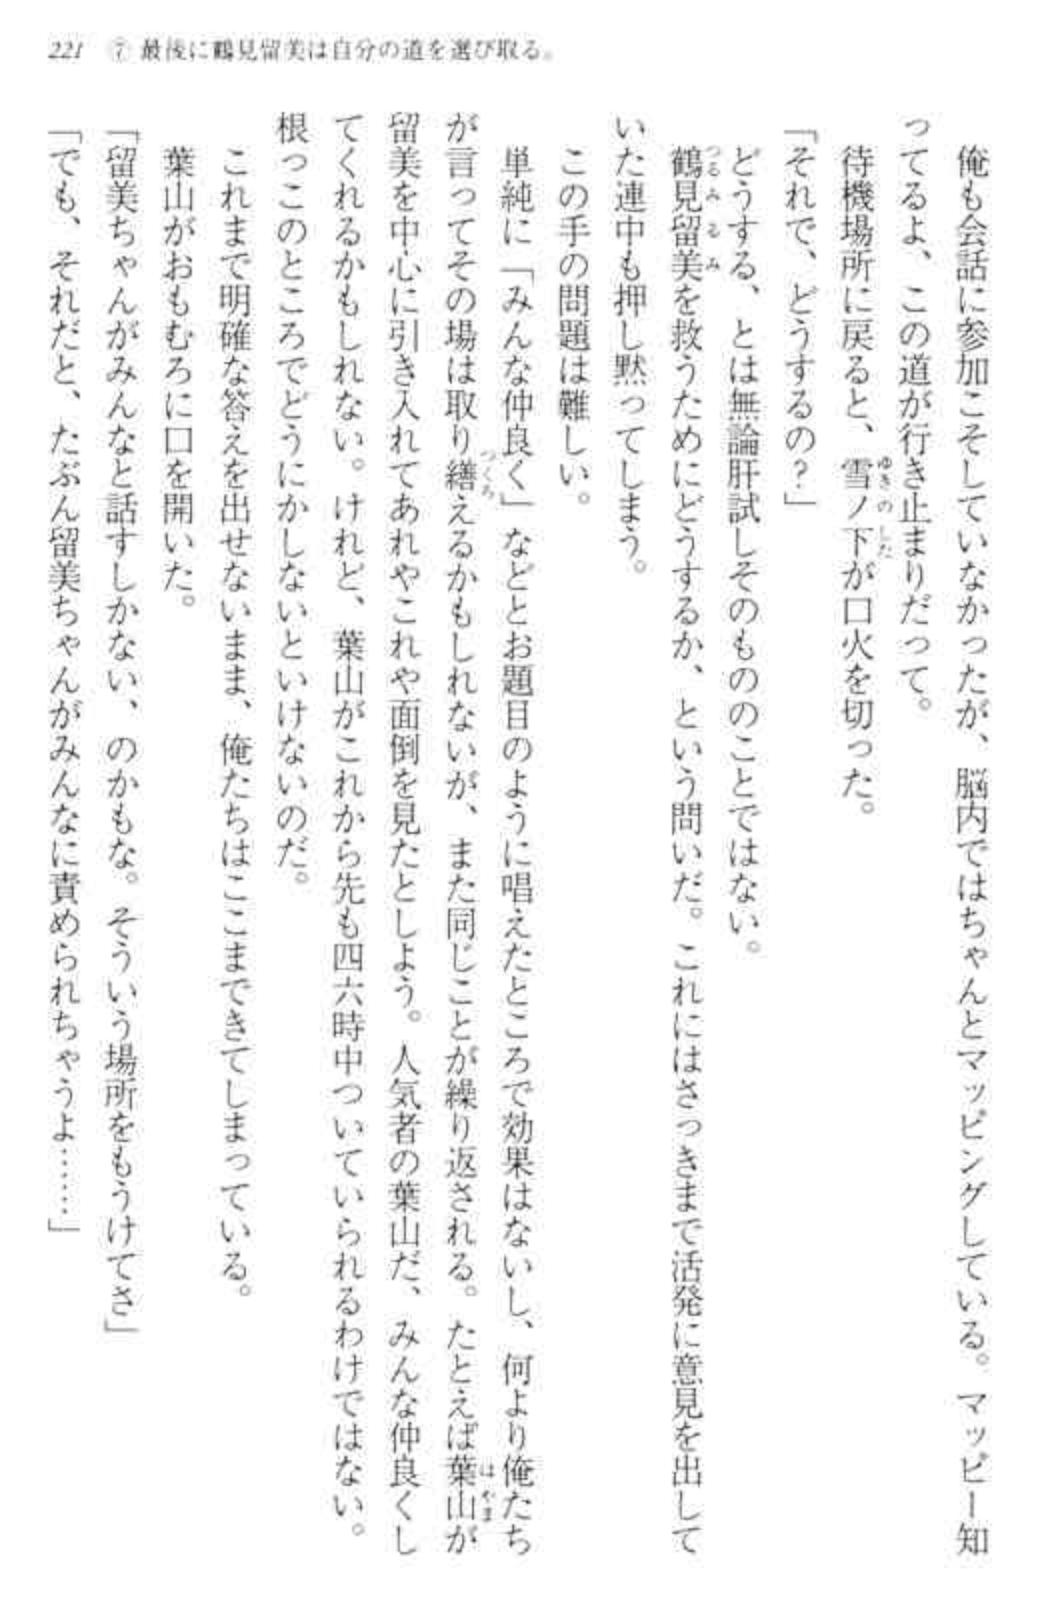 221 ⑦ 最後に鶴見留美は自分の道を選び取る。
　俺も会話に参加こそしていなかったが、脳内ではちゃんとマッピングしている。マッピー知
ってるよ、この道が行き止まりだって。
　待機場所に戻ると、雪ノ下が口火を切った。
「それで、どうするの？」
　どうする、とは無論肝試しそのもののことではない。
　鶴見留美を救うためにどうするか、という問いだ。これにはさっきまで活発に意見を出して
いた連中も押し黙ってしまう。
　この手の問題は難しい。
　単純に「みんな仲良く」などとお題目のように唱えたところで効果はないし、何より俺たち
が言ってその場は取り繕えるかもしれないが、また同じことが繰り返される。たとえば葉山が
留美を中心に引き入れてあれやこれや面倒を見たとしよう。人気者の葉山だ、みんな仲良くし
てくれるかもしれない。けれど、葉山がこれから先も四六時中ついていられるわけではない。
根っこのところでどうにかしないといけないのだ。
　これまで明確な答えを出せないまま、俺たちはここまできてしまっている。
　葉山がおもむろに口を開いた。
「留美ちゃんがみんなと話すしかない、のかもな。そういう場所をもうけてさ」
「でも、それだと、たぶん留美ちゃんがみんなに責められちゃうよ……」